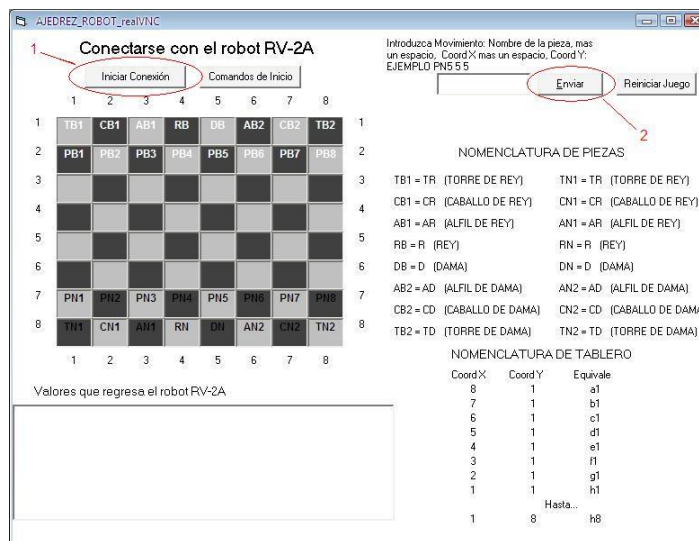 AJEDREZ_ROBOT_realVNC
1
Conectarse con el robot RV-2A
Iniciar Conexión
Comandos de Inicio
Introduzca Movimiento: Nombre de la pieza, mas
un espacio, Coord X mas un espacio, Coord Y:
EJEMPLO PN5 5 5
Enviar
Reiniciar Juego
2
1 2 3 4 5 6 7 8
1 TB1 CB1 AB1 RB DB AB2 CB2 TB2 1
2 PB1 PB2 PB3 PB4 PB5 PB6 PB7 PB8 2
3 3
4 4
5 5
6 6
7 PN1 PN2 PN3 PN4 PN5 PN6 PN7 PN8 7
8 TN1 CN1 AN1 RN DN AN2 CN2 TN2 8
1 2 3 4 5 6 7 8
NOMENCLATURA DE PIEZAS
TB1 = TR (TORRE DE REY) TN1 = TR (TORRE DE REY)
CB1 = CR (CABALLO DE REY) CN1 = CR (CABALLO DE REY)
AB1 = AR (ALFIL DE REY) AN1 = AR (ALFIL DE REY)
RB = R (REY) RN = R (REY)
DB = D (DAMA) DN = D (DAMA)
AB2 = AD (ALFIL DE DAMA) AN2 = AD (ALFIL DE DAMA)
CB2 = CD (CABALLO DE DAMA) CN2 = CD (CABALLO DE DAMA
TB2 = TD (TORRE DE DAMA) TN2 = TD (TORRE DE DAMA)
NOMENCLATURA DE TABLERO
Coord X Coord Y Equivale
8 1 a1
7 1 b1
6 1 c1
5 1 d1
4 1 e1
3 1 f1
2 1 g1
1 1 h1
Hasta...
1 8 h8
Valores que regresa el robot RV-2A